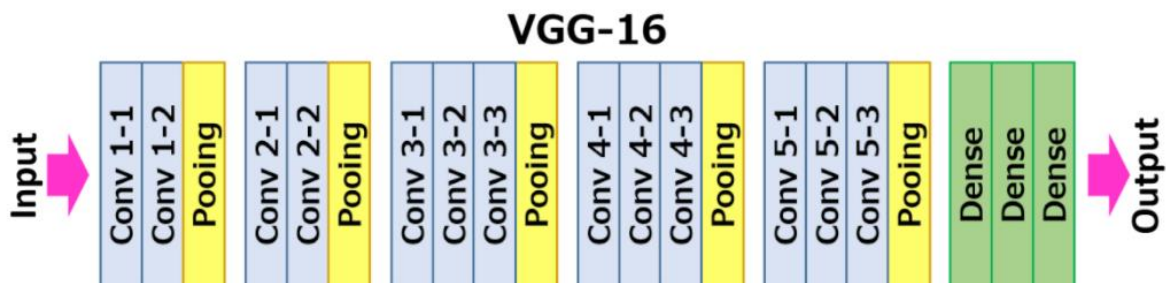 VGG-16
Input
Conv 1-1
Conv 1-2
Pooing
Conv 2-1
Conv 2-2
Pooing
Conv 3-1
Conv 3-2
Conv 3-3
Pooing
Conv 4-1
Conv 4-2
Conv 4-3
Pooing
Conv 5-1
Conv 5-2
Conv 5-3
Pooing
Dense
Dense
Dense
Output